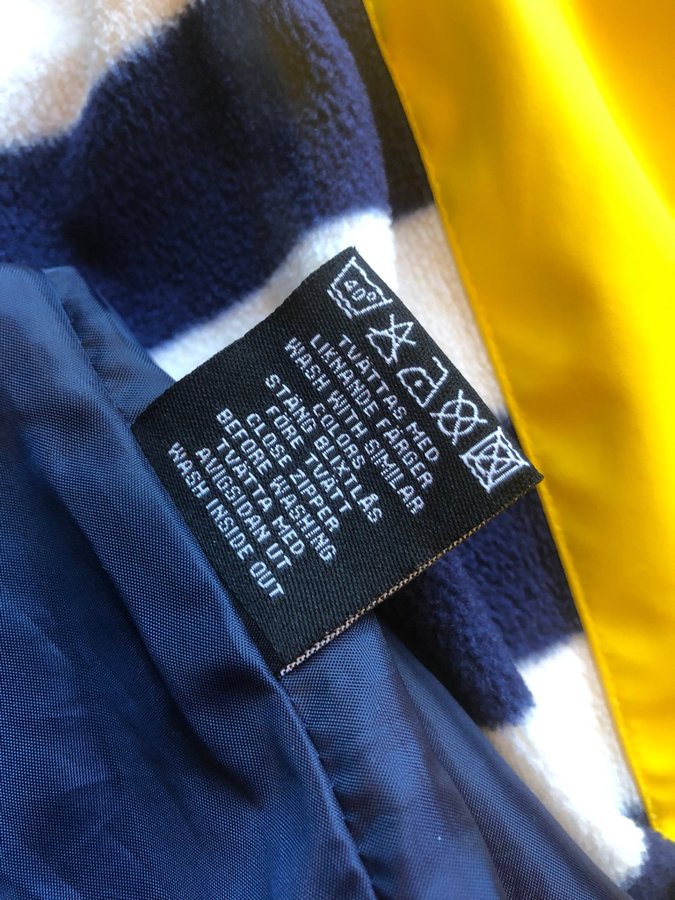 40°
TVÄTTAS MED
LIKNANDE FÄRGER
WASH WITH SIMILAR
COLORS
STÄNG BLIXTLÅS
FÖRE TVÄTT
CLOSE ZIPPER
BEFORE WASHING
TVÄTTA MED
AVIGSIDAN UT
WASH INSIDE OUT